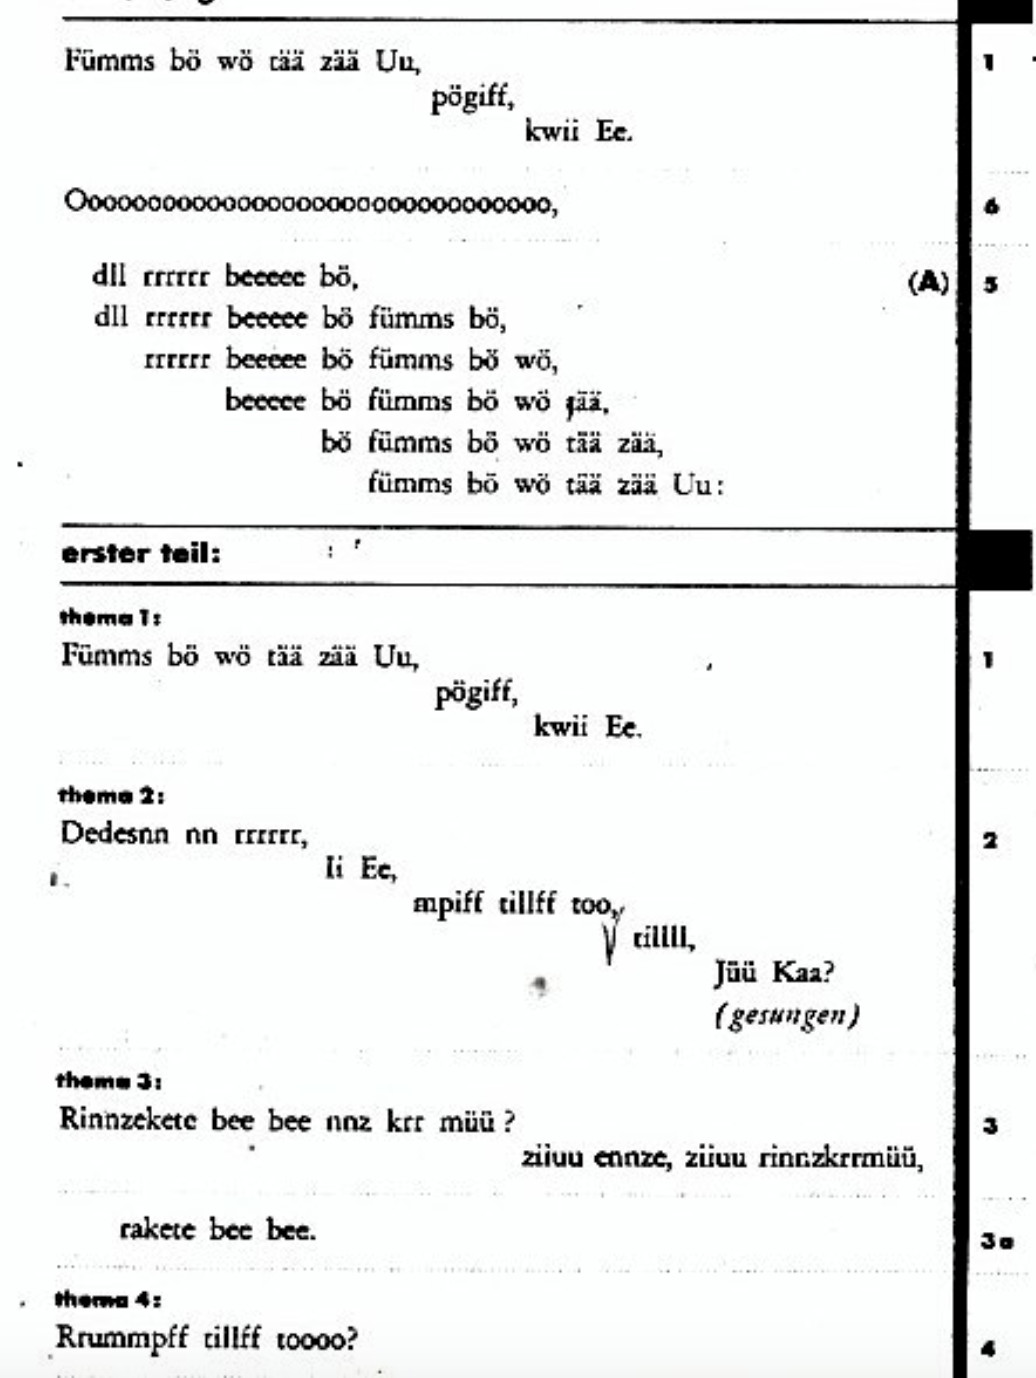 Fümms bö wö tää zää Uu, 1
pögiff,
kwii Ee.
Oooooooooooooooooooooooooooooooo, 6
dll rrrrrr beeeee bö, (A) 5
dll rrrrrr beeeee bö fümms bö,
rrrrrr beeeee bö fümms bö wö,
beeeee bö fümms bö wö tää,
bö fümms bö wö tää zää,
fümms bö wö tää zää Uu:
erster teil:
thema 1:
Fümms bö wö tää zää Uu, 1
pögiff,
kwii Ee.
thema 2:
Dedesnn nn rrrrrr, 2
Ii Ee,
mpiff tillff too,
tillll,
Jüü Kaa?
(gesungen)
thema 3:
Rinnzekete bee bee nnz krr müü? 3
ziiuu ennze, ziiuu rinnzkrrmüü,
rakete bee bee. 3a
thema 4:
Rrummpff tillff toooo? 4